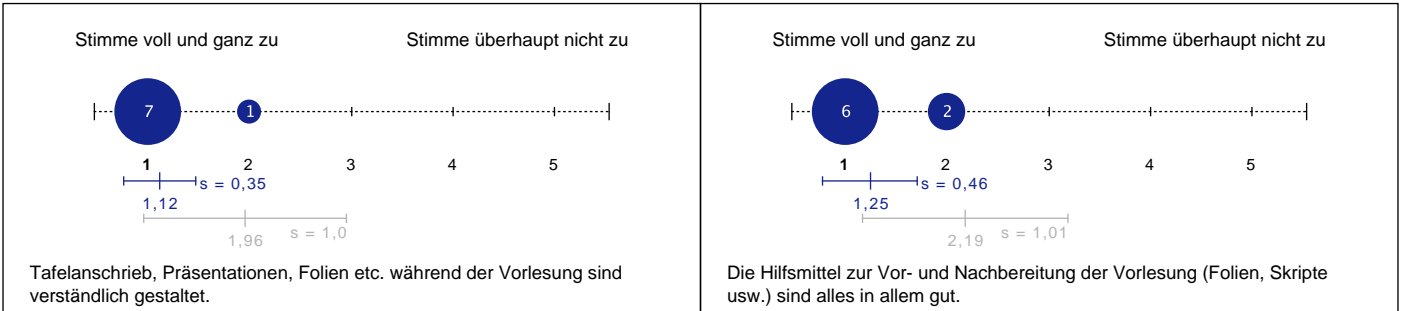 Stimme voll und ganz zu Stimme überhaupt nicht zu
7 1
1 2 3 4 5
s = 0,35
1,12
s = 1,0
1,96
Tafelanschrieb, Präsentationen, Folien etc. während der Vorlesung sind
verständlich gestaltet.
Stimme voll und ganz zu Stimme überhaupt nicht zu
6 2
1 2 3 4 5
s = 0,46
1,25
s = 1,01
2,19
Die Hilfsmittel zur Vor- und Nachbereitung der Vorlesung (Folien, Skripte
usw.) sind alles in allem gut.